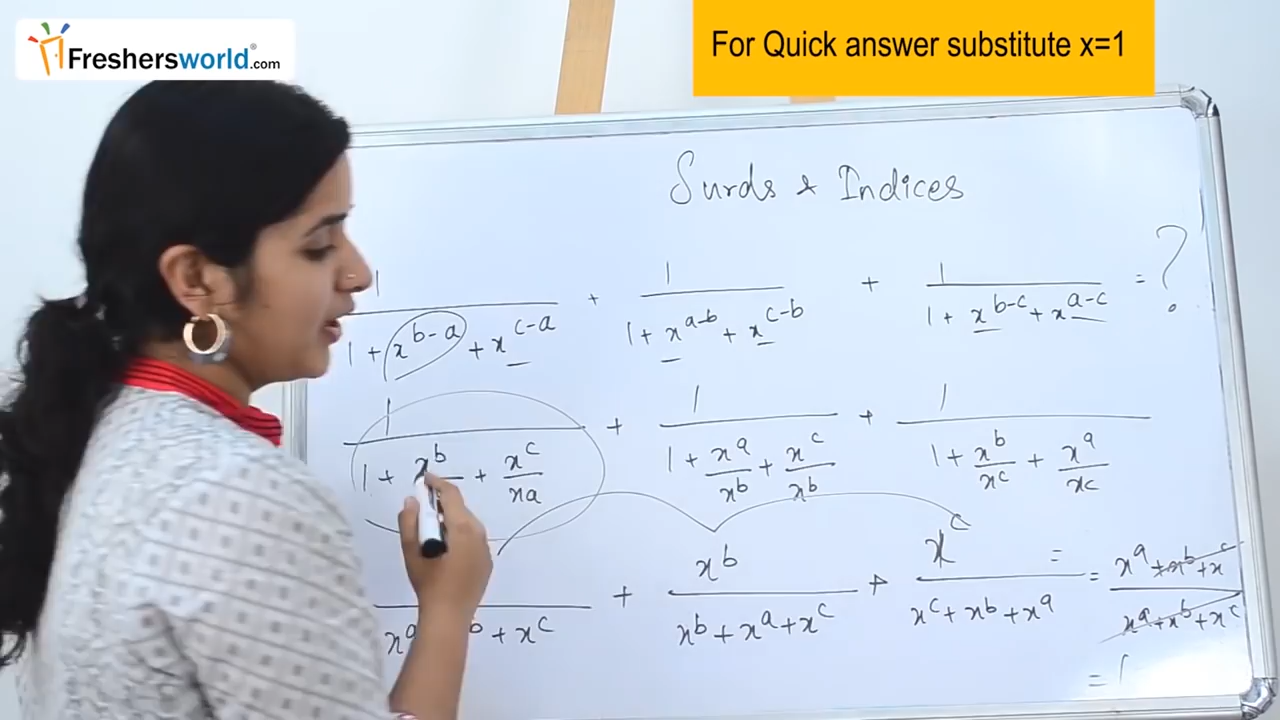 Freshersworld.com
For Quick answer substitute x=1
Surds & Indices
1/(1 + x^(b-a) + x^(c-a)) + 1/(1 + x^(a-b) + x^(c-b)) + 1/(1 + x^(b-c) + x^(a-c)) = ?
1/(1 + x^b/ + x^c/xa) + 1/(1 + x^a/x^b + x^c/x^b) + 1/(1 + x^b/x^c + x^a/x^c)
/(x^a b + x^c) + x^b/(x^b + x^a + x^c) + x^c/(x^c + x^b + x^a) = = (x^a + x^b + x^c)/(x^a + x^b + x^c)
= 1